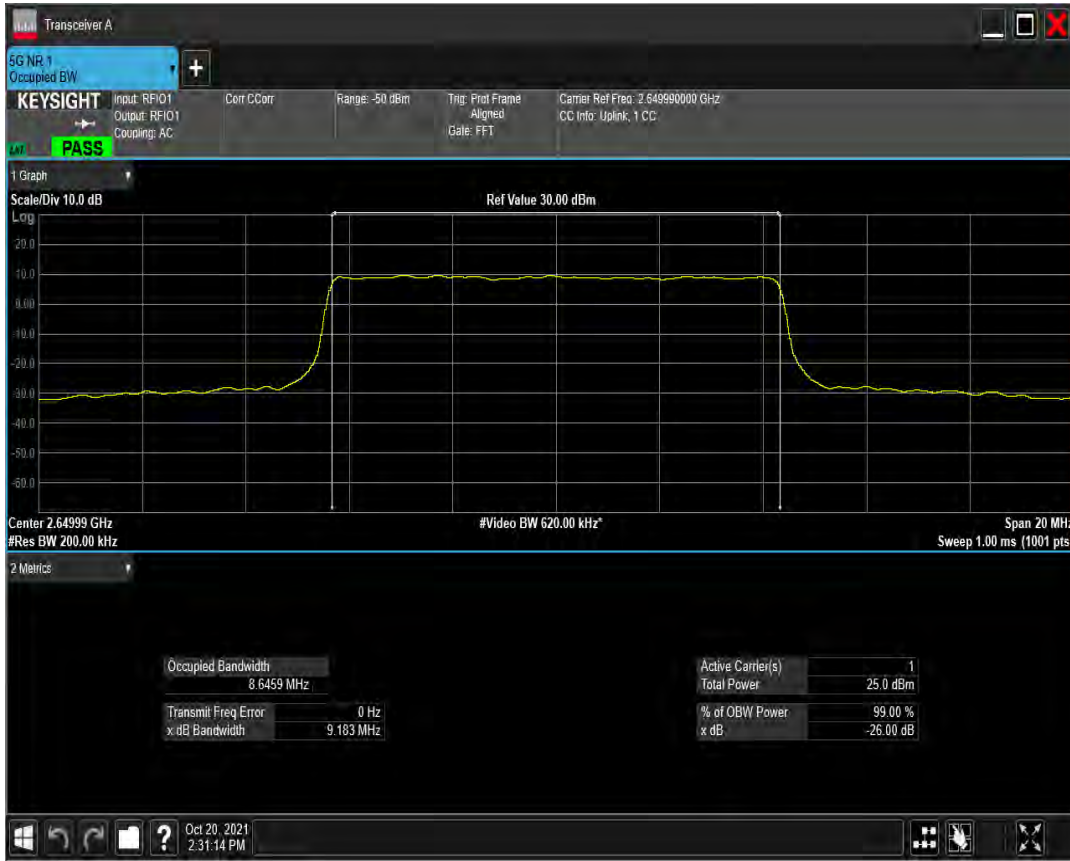 Transceiver A
5G NR 1
Occupied BW
+
KEYSIGHT
PASS
Input: RFIO1
Output: RFIO1
Coupling: AC
Corr CCorr
Range: -50 dBm
Trig: Prot Frame
Aligned
Gate: FFT
Carrier Ref Freq: 2.649990000 GHz
CC Info: Uplink, 1 CC
1 Graph
Scale/Div 10.0 dB
Ref Value 30.00 dBm
Log
20.0
10.0
0.00
-10.0
-20.0
-30.0
-40.0
-50.0
-60.0
Center 2.64999 GHz
#Video BW 620.00 kHz*
Span 20 MHz
#Res BW 200.00 kHz
Sweep 1.00 ms (1001 pts
2 Metrics
Occupied Bandwidth
8.6459 MHz
Transmit Freq Error 0 Hz
x dB Bandwidth 9.183 MHz
Active Carrier(s) 1
Total Power 25.0 dBm
% of OBW Power 99.00 %
x dB -26.00 dB
?
Oct 20, 2021
2:31:14 PM